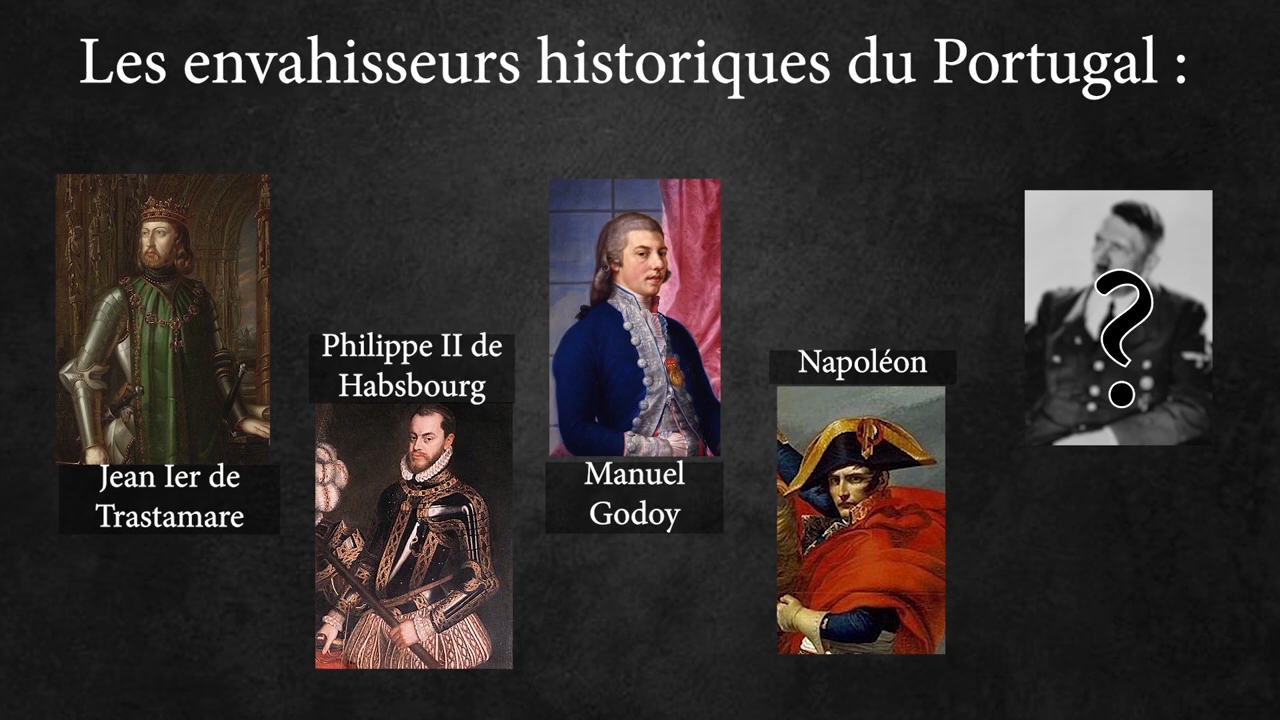 Les envahisseurs historiques du Portugal :
Jean Ier de
Trastamare
Philippe II de
Habsbourg
Manuel
Godoy
Napoléon
?